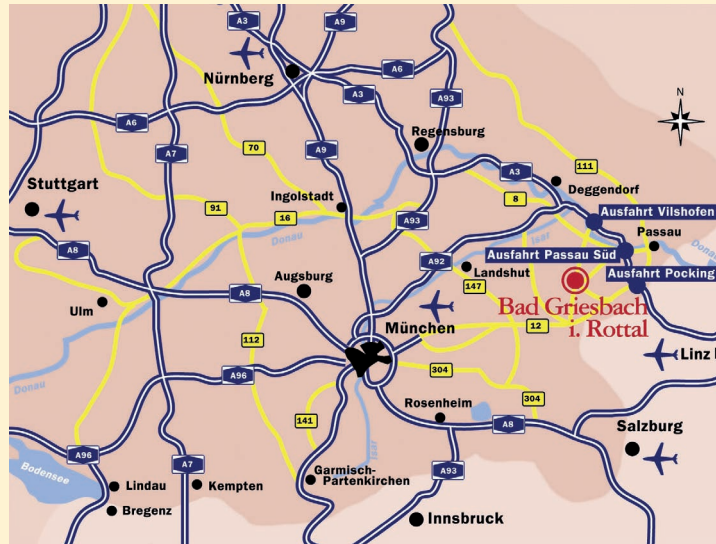 A3
A9
A6
Nürnberg
A3
A93
N
A6
A7
70
A9
Regensburg
A3
111
Stuttgart
91
16
Ingolstadt
A93
8
Deggendorf
Ausfahrt Vilshofen
Donau
A8
Donau
Isar
Ausfahrt Passau Süd
Passau
A92
Landshut
Ausfahrt Pocking
Augsburg
A8
147
Ulm
Bad Griesbach
i. Rottal
München
12
112
Linz
Donau
A96
304
141
Rosenheim
304
A8
Isar
Salzburg
A96
Bodensee
A7
A93
Garmisch-
Partenkirchen
Lindau
Kempten
Bregenz
Innsbruck